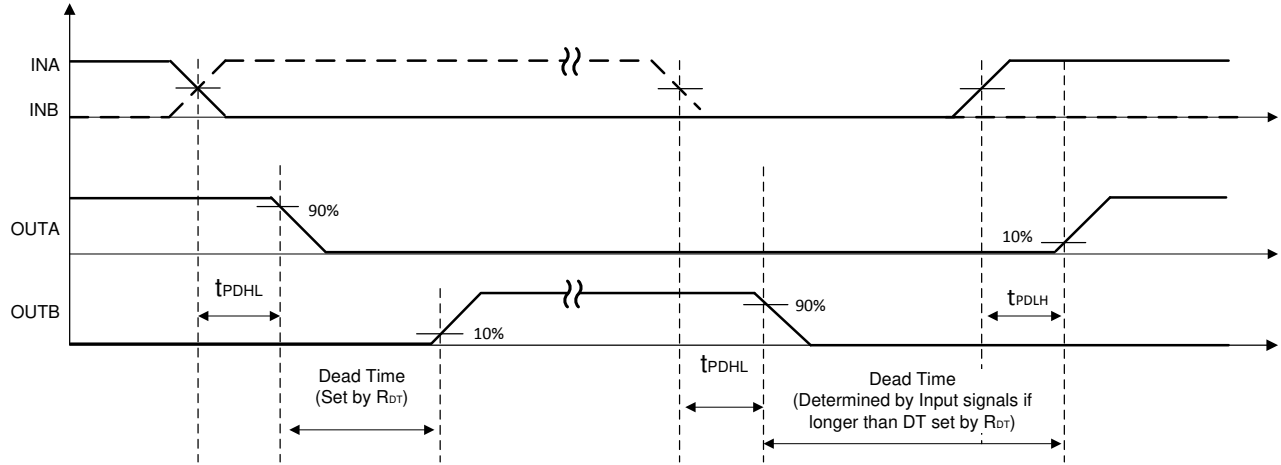 INA
INB
OUTA
90%
10%
OUTB
tPDHL
10%
90%
tPDLH
Dead Time
(Set by RDT)
tPDHL
Dead Time
(Determined by Input signals if
longer than DT set by RDT)